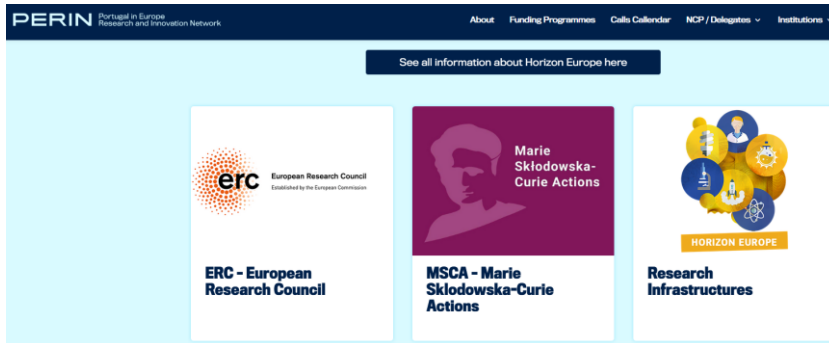 PERIN Portugal in Europe
Research and Innovation Network
About Funding Programmes Calls Callendar NCP / Delegates Institutions
See all information about Horizon Europe here
erc European Research Council
Established by the European Commission
Marie
Skłodowska-
Curie Actions
HORIZON EUROPE
ERC - European
Research Council
MSCA - Marie
Sklodowska-Curie
Actions
Research
Infrastructures